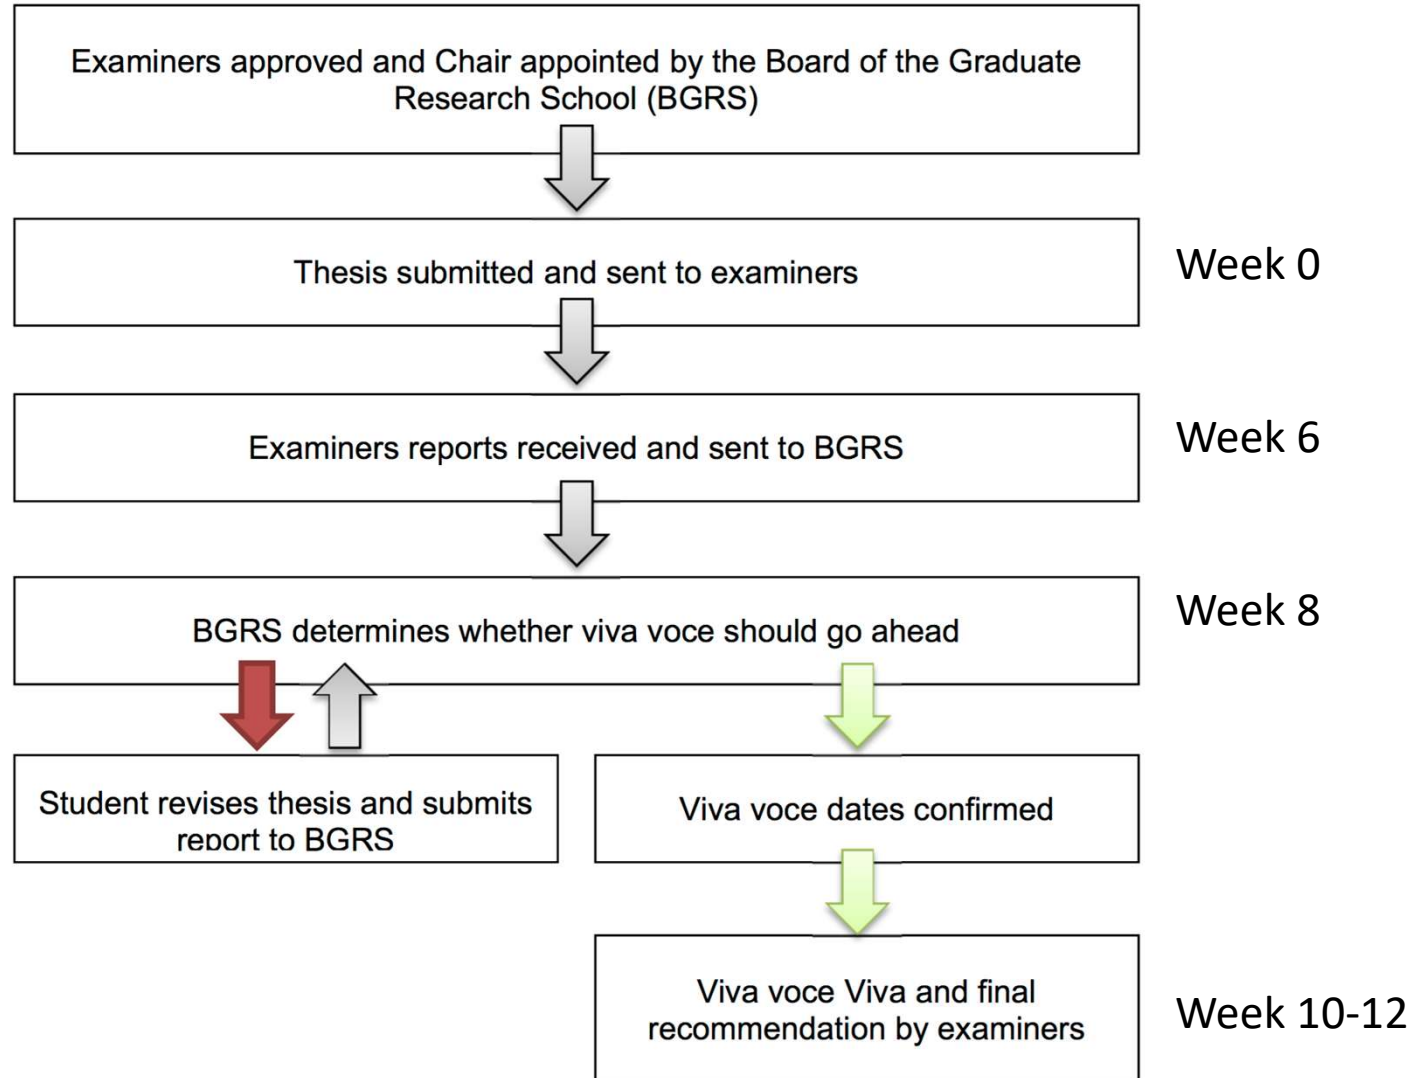 Examiners approved and Chair appointed by the Board of the Graduate
Research School (BGRS)
Thesis submitted and sent to examiners
Week 0
Examiners reports received and sent to BGRS
Week 6
BGRS determines whether viva voce should go ahead
Week 8
Student revises thesis and submits
report to BGRS
Viva voce dates confirmed
Viva voce Viva and final
recommendation by examiners
Week 10-12